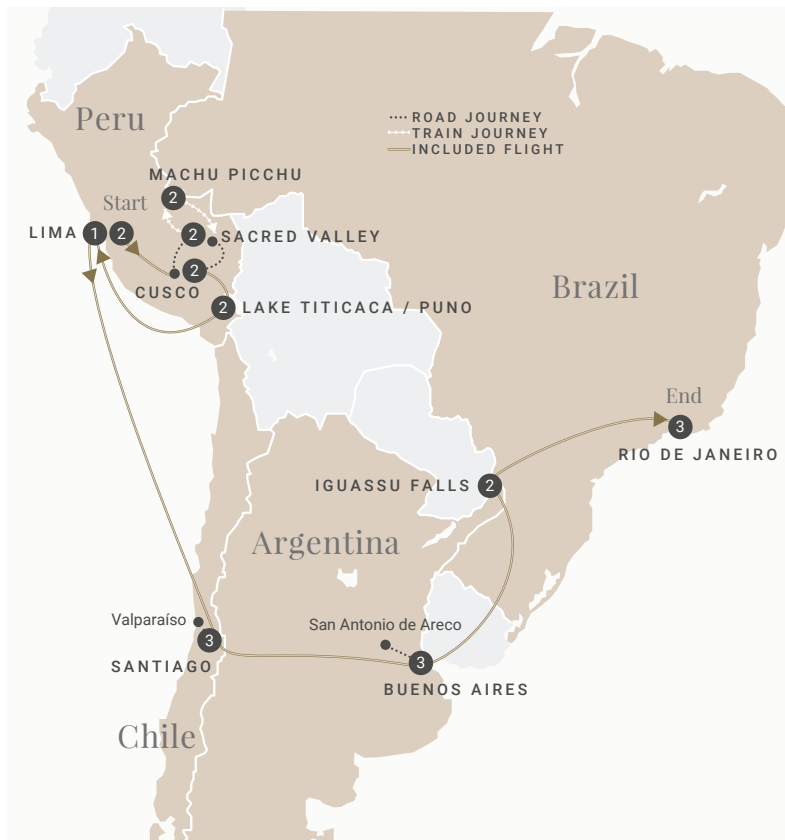 Peru
ROAD JOURNEY
TRAIN JOURNEY
INCLUDED FLIGHT
MACHU PICCHU
2
Start
LIMA 1 2
2 SACRED VALLEY
2
CUSCO
Brazil
2 LAKE TITICACA / PUNO
End
3
RIO DE JANEIRO
IGUASSU FALLS 2
Argentina
Valparaíso
San Antonio de Areco
3
SANTIAGO
3
BUENOS AIRES
Chile